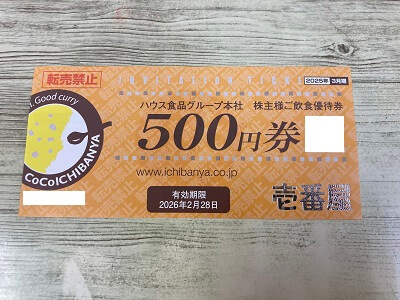 転売禁止
INVITATION TICKET
2025年 3月期
Good curry
CoCoICHIBANYA
ハウス食品グループ本社 株主様ご飲食優待券
500円券
www.ichibanya.co.jp
有効期限
2026年2月28日
壱番屋